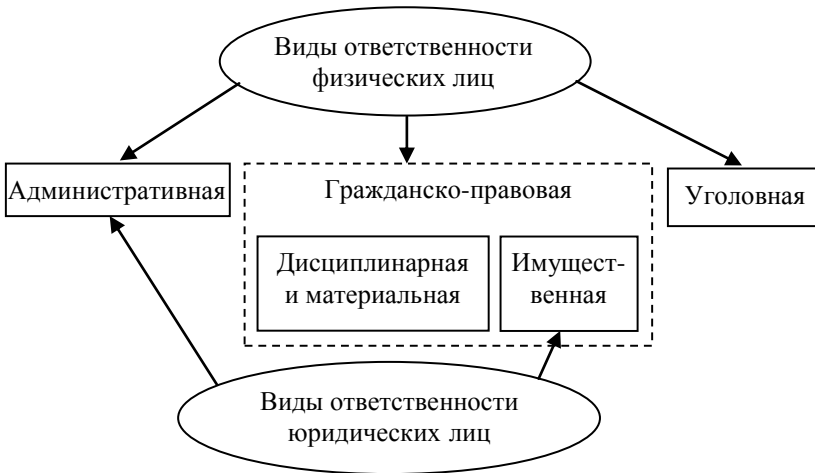 Виды ответственности
физических лиц
Административная
Гражданско-правовая
Уголовная
Дисциплинарная
и материальная
Имущест-
венная
Виды ответственности
юридических лиц